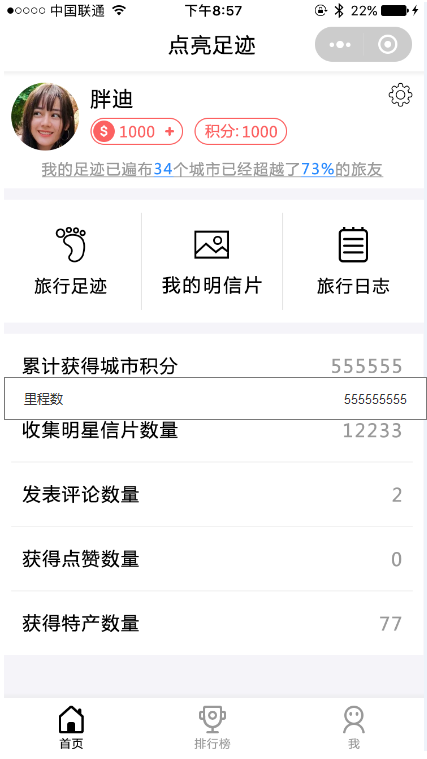 中国联通 下午8:57 22%
点亮足迹
胖迪
$ 1000 + 积分:1000
我的足迹已遍布34个城市已经超越了73%的旅友
旅行足迹 我的明信片 旅行日志
累计获得城市积分 555555
里程数 555555555
收集明星信片数量 12233
发表评论数量 2
获得点赞数量 0
获得特产数量 77
首页 排行榜 我